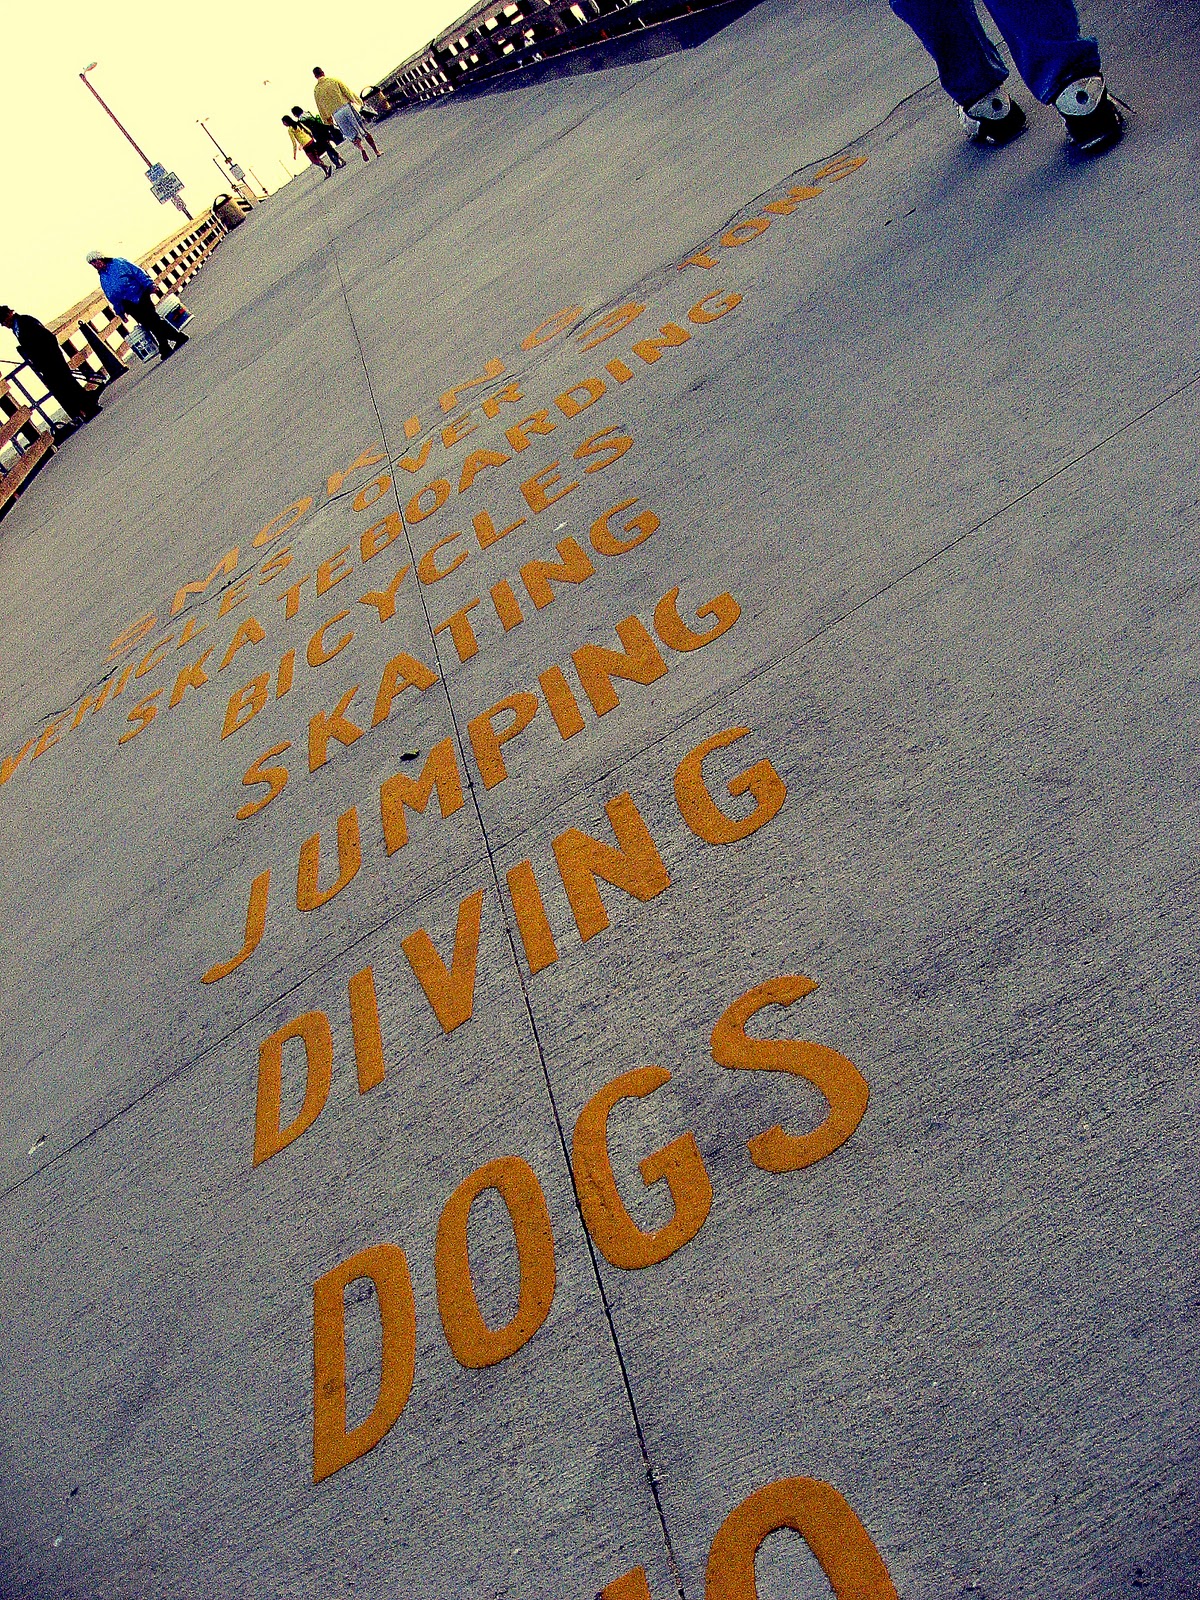 SMOKING
VEHICLES OVER 3 TONS
SKATEBOARDING
BICYCLES
SKATING
JUMPING
DIVING
DOGS